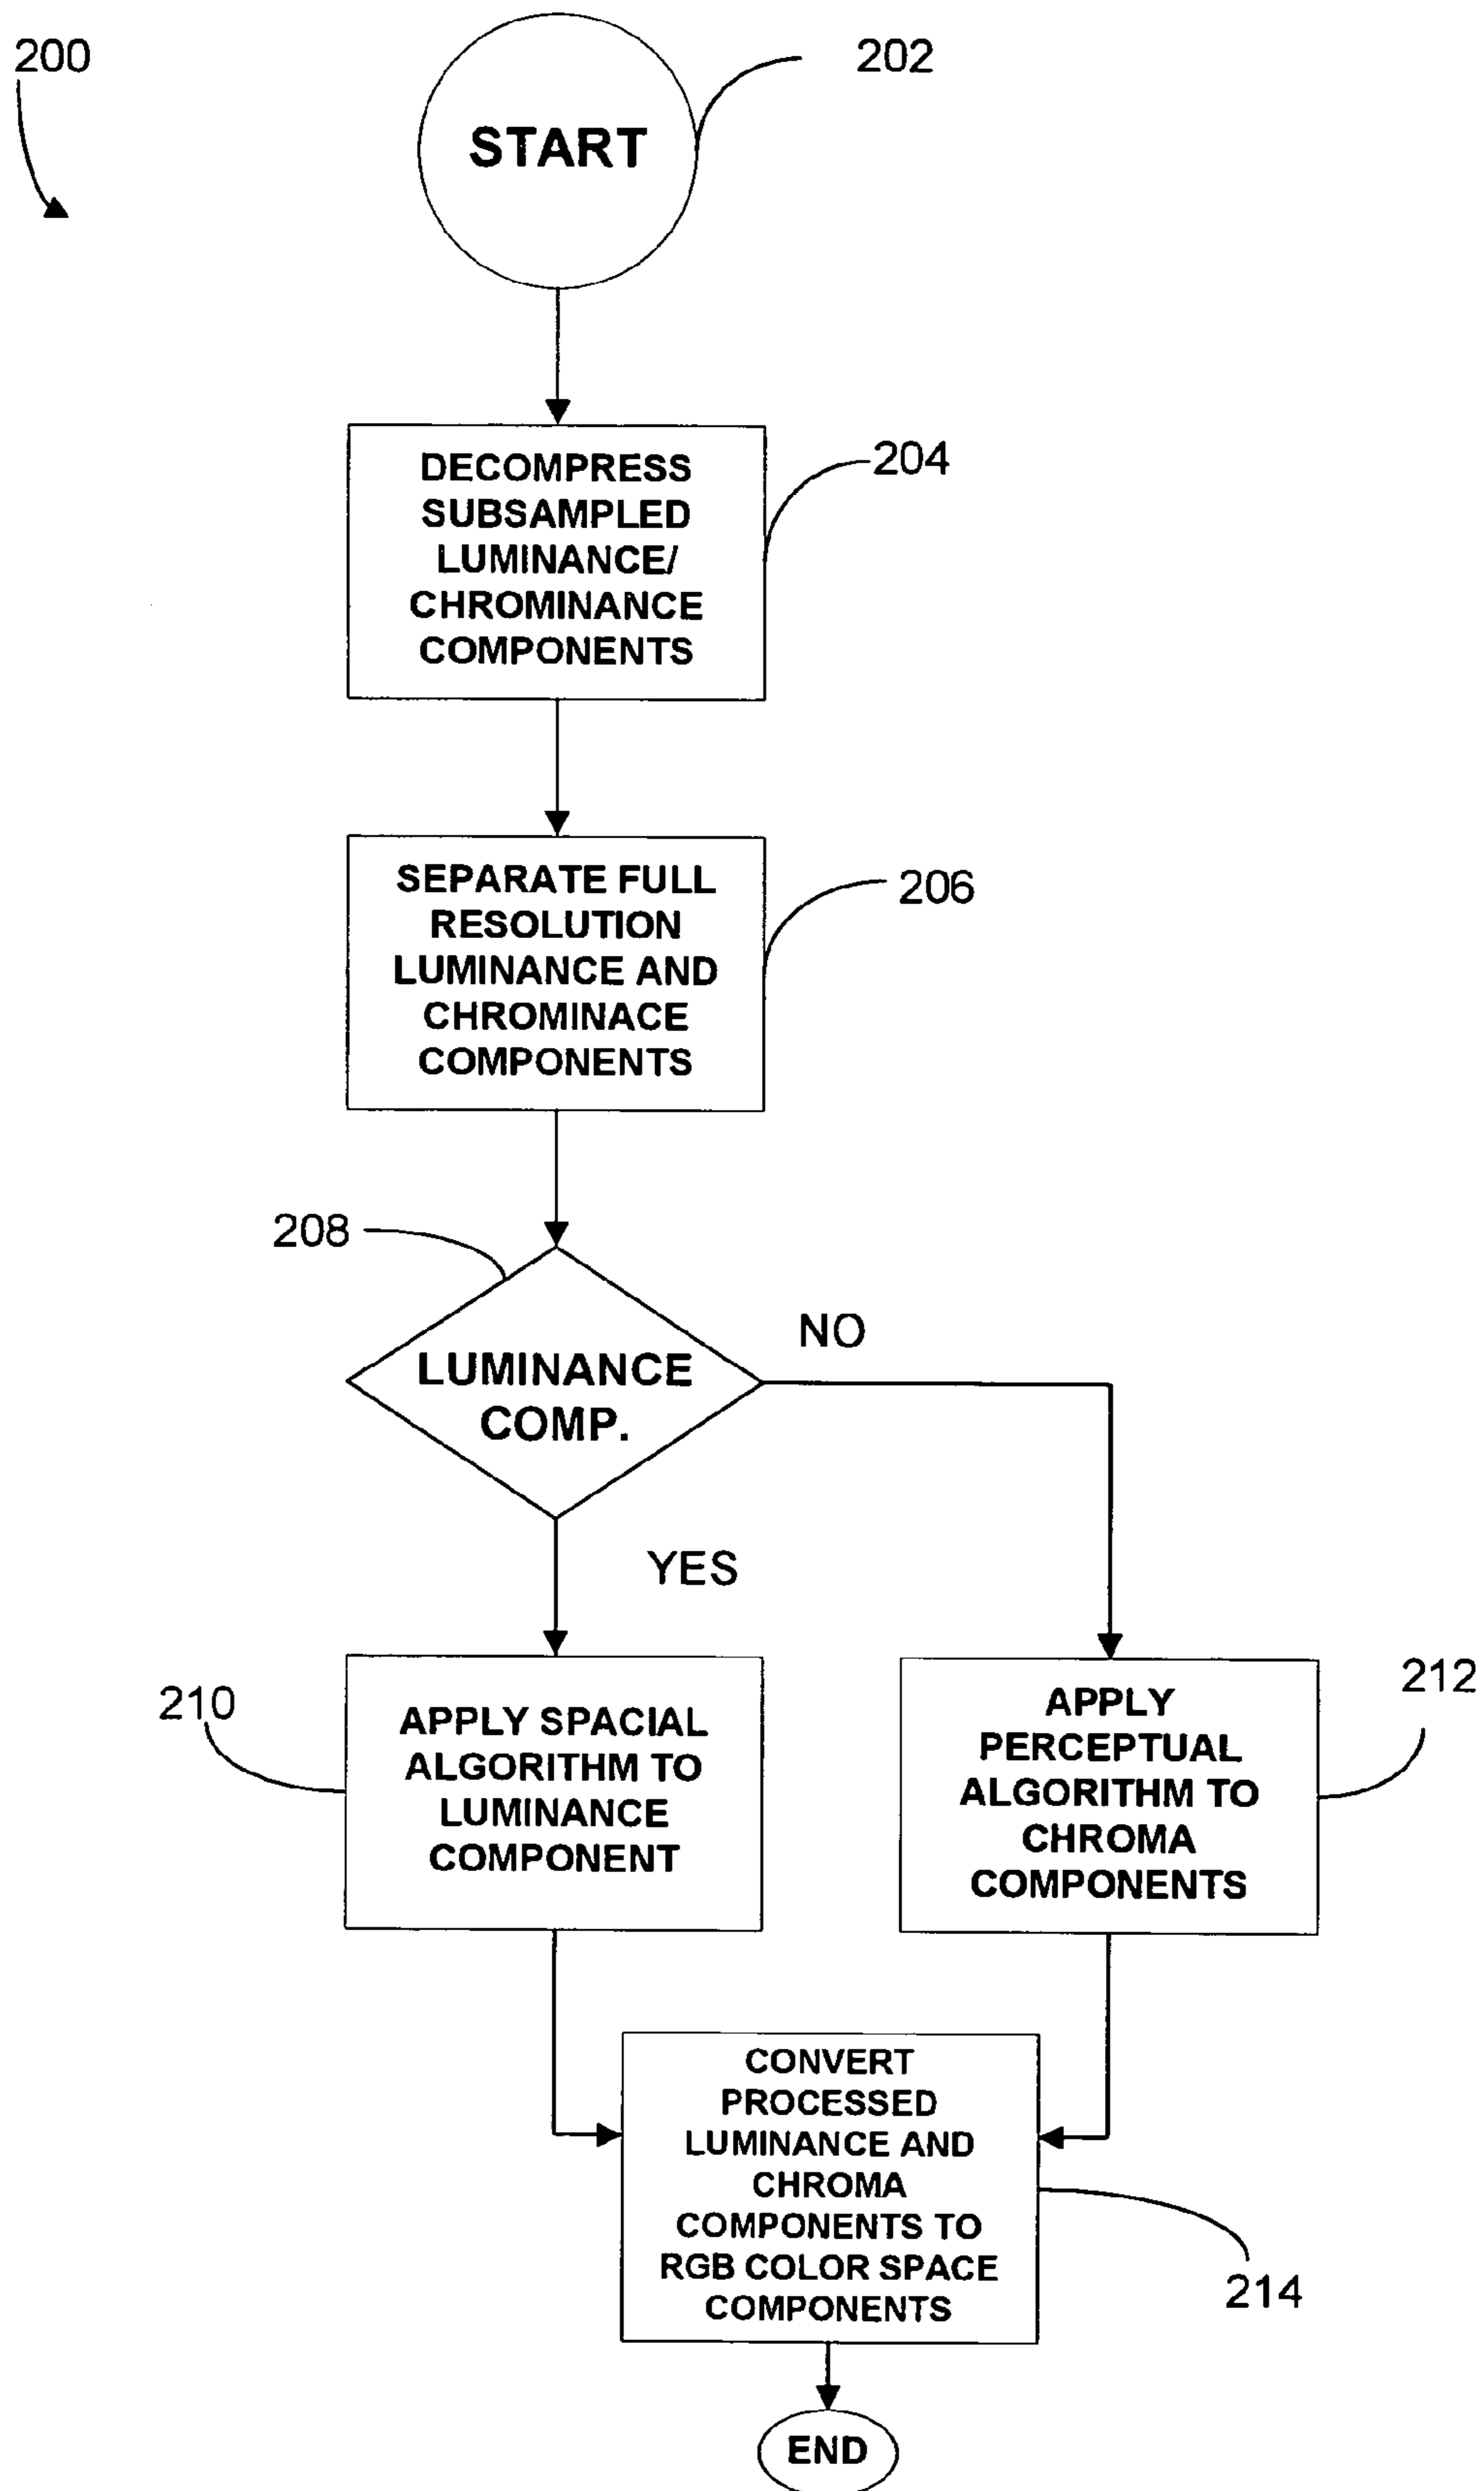 200
202
START
DECOMPRESS
SUBSAMPLED
LUMINANCE/
CHROMINANCE
COMPONENTS
204
SEPARATE FULL
RESOLUTION
LUMINANCE AND
CHROMINACE
COMPONENTS
206
208
LUMINANCE
COMP.
NO
YES
210
APPLY SPACIAL
ALGORITHM TO
LUMINANCE
COMPONENT
APPLY
PERCEPTUAL
ALGORITHM TO
CHROMA
COMPONENTS
212
CONVERT
PROCESSED
LUMINANCE AND
CHROMA
COMPONENTS TO
RGB COLOR SPACE
COMPONENTS
214
END